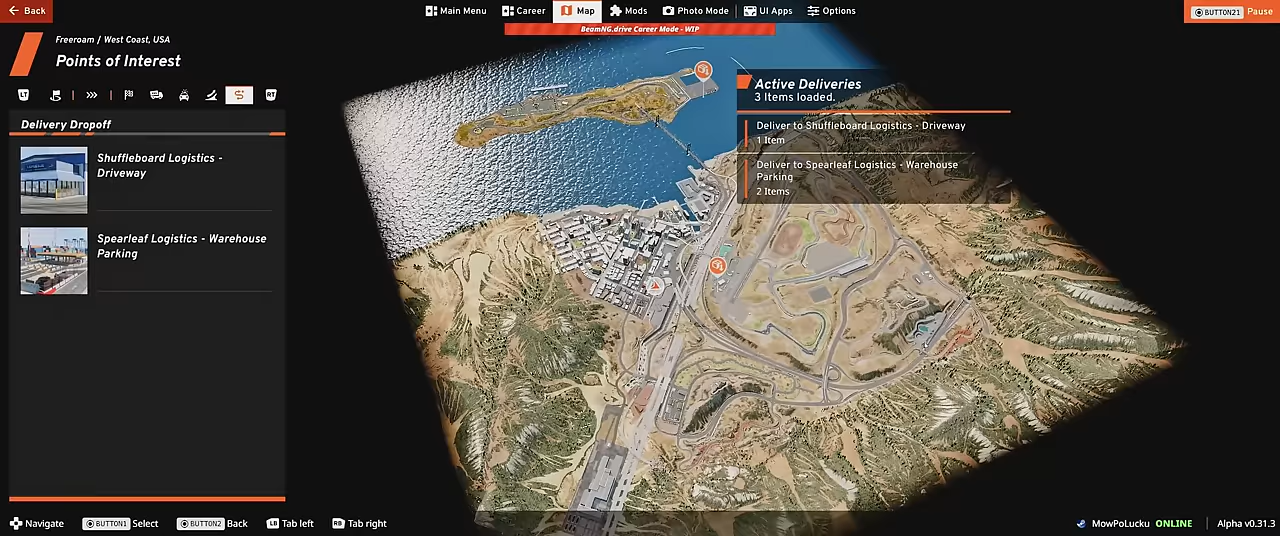 Back
Main Menu
Career
Map
Mods
Photo Mode
UI Apps
Options
BUTTON21 Pause
BeamNG.drive Career Mode - WIP
Freeroam / West Coast, USA
Points of Interest
LT
RT
Delivery Dropoff
Shuffleboard Logistics -
Driveway
Spearleaf Logistics - Warehouse
Parking
Active Deliveries
3 Items loaded.
Deliver to Shuffleboard Logistics - Driveway
1 Item
Deliver to Spearleaf Logistics - Warehouse
Parking
2 Items
Navigate
BUTTON1 Select
BUTTON2 Back
LB Tab left
RB Tab right
MowPoLucku ONLINE
Alpha v0.31.3